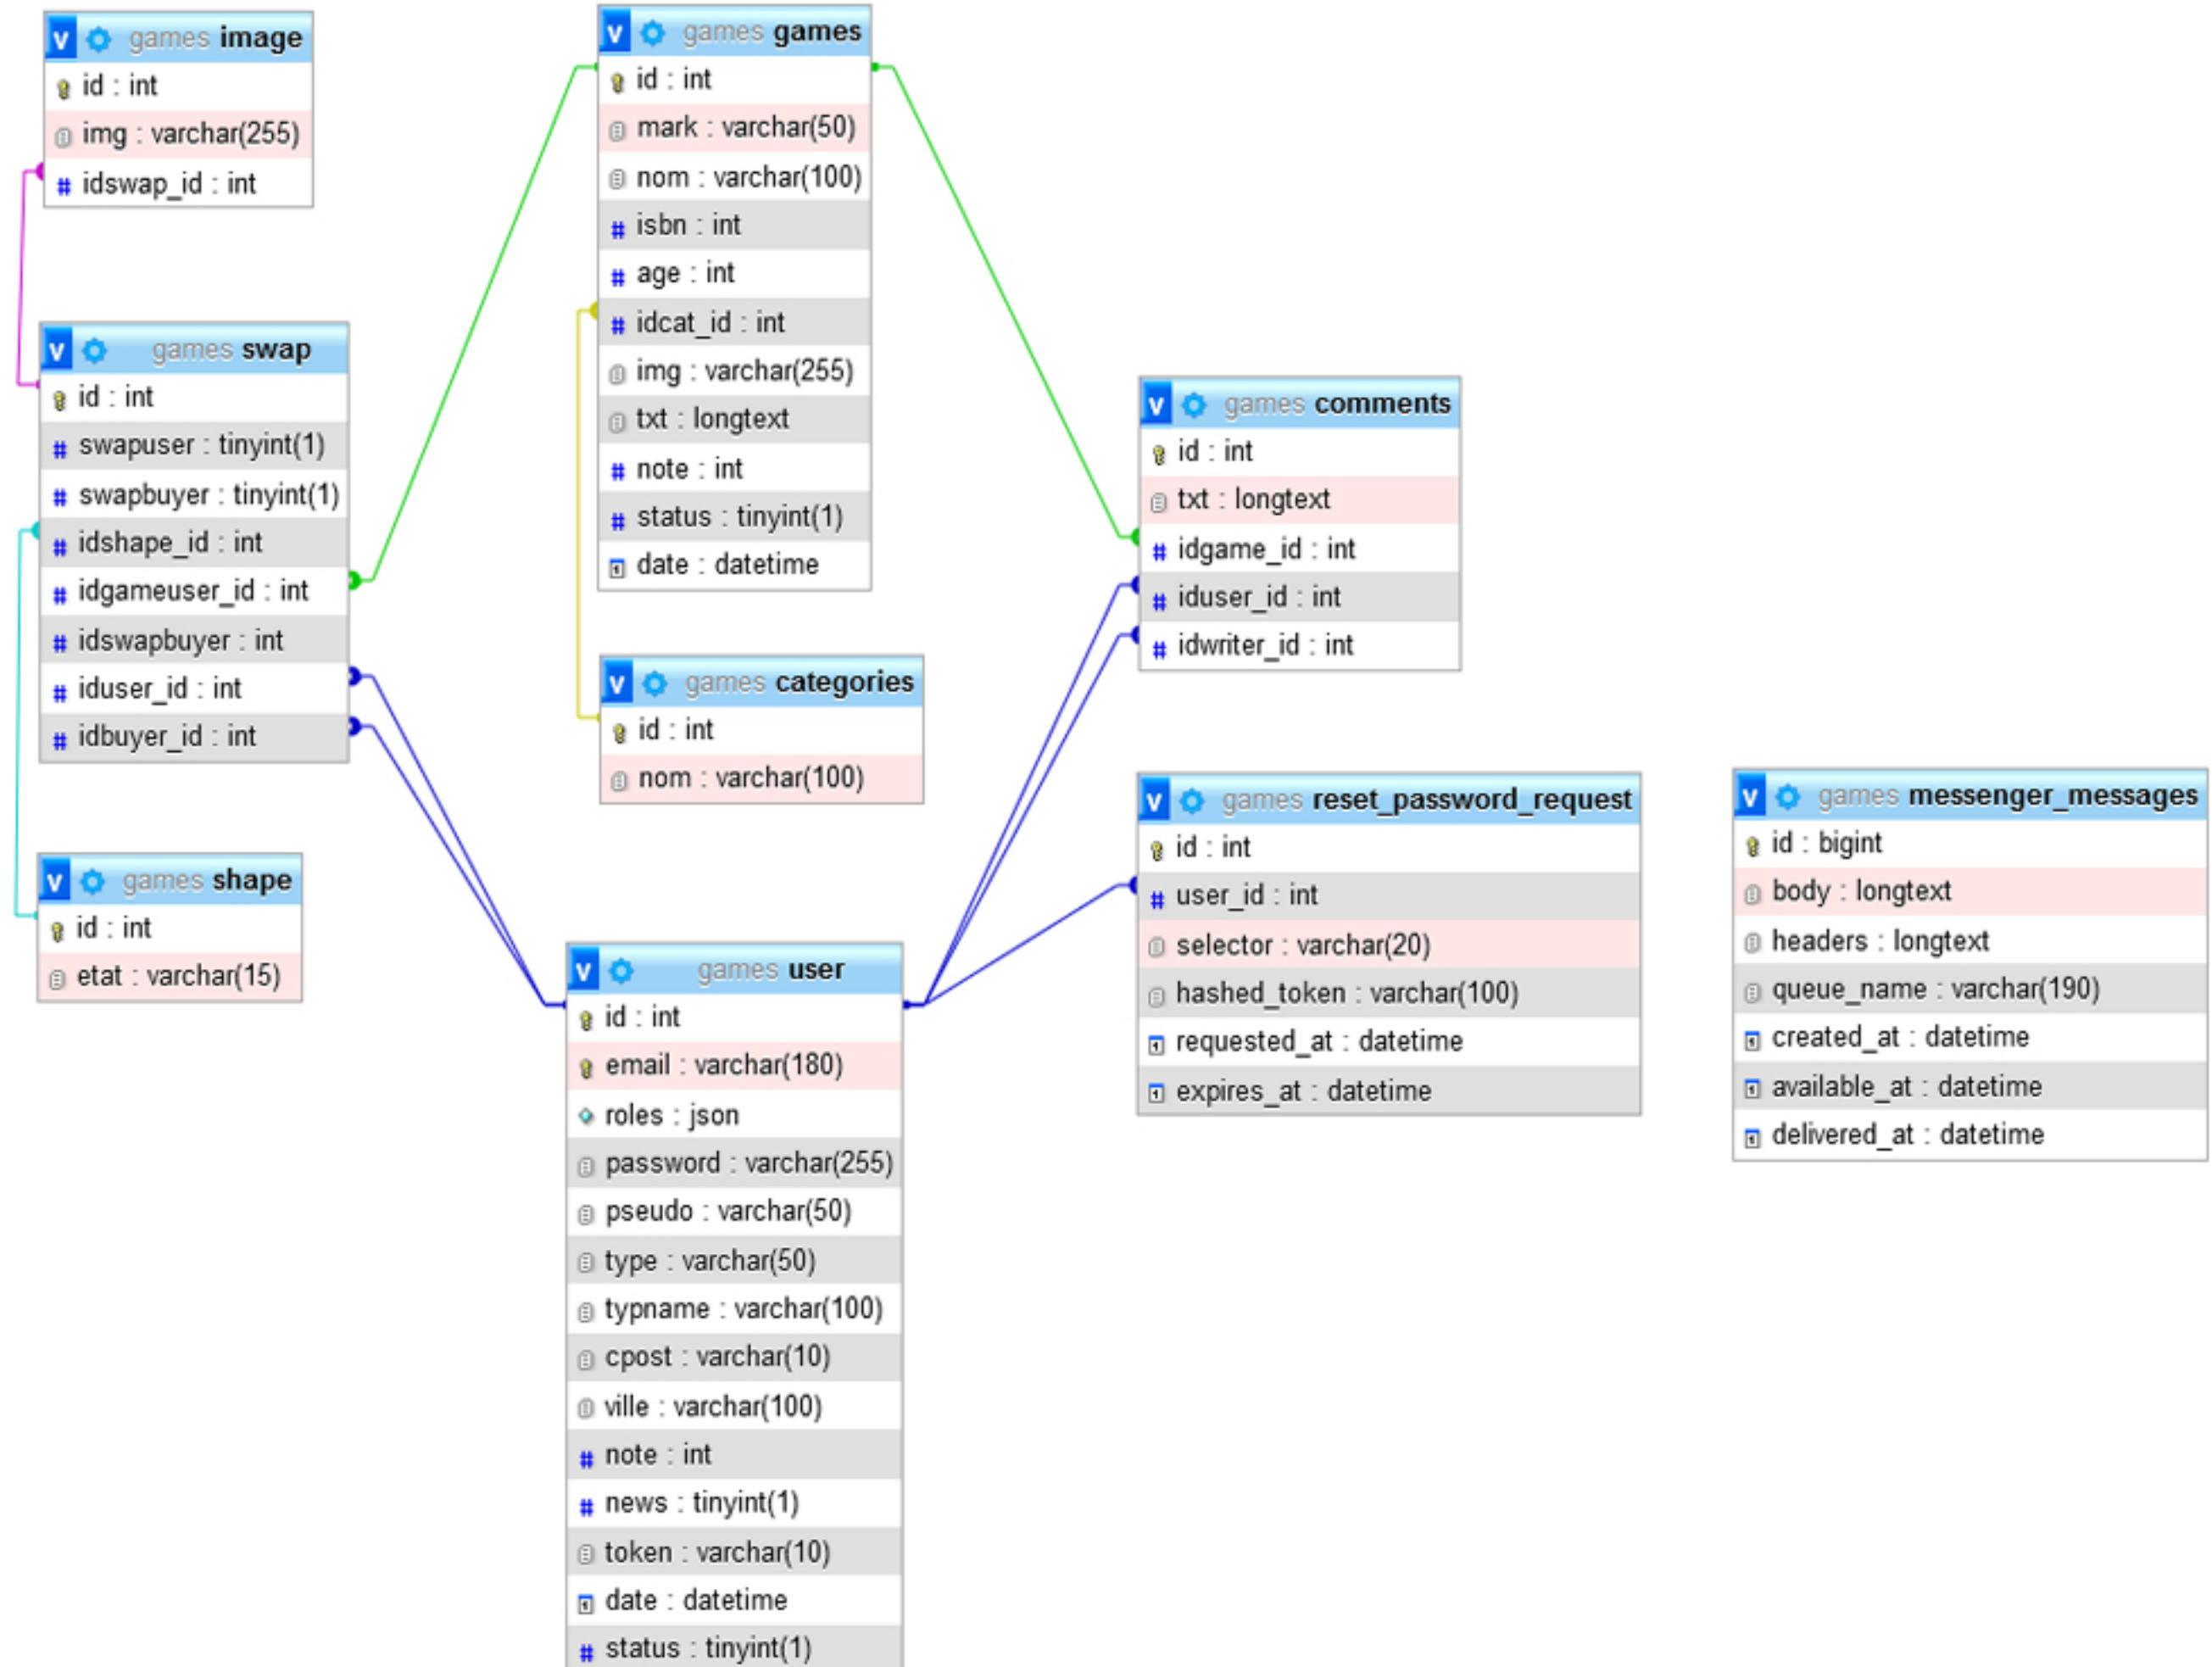 games image
id : int
img : varchar(255)
idswap_id : int
games swap
id : int
swapuser : tinyint(1)
swapbuyer : tinyint(1)
idshape_id : int
idgameuser_id : int
idswapbuyer : int
iduser_id : int
idbuyer_id : int
games shape
id : int
etat : varchar(15)
games games
id : int
mark : varchar(50)
nom : varchar(100)
isbn : int
age : int
idcat_id : int
img : varchar(255)
txt : longtext
note : int
status : tinyint(1)
date : datetime
games categories
id : int
nom : varchar(100)
games user
id : int
email : varchar(180)
roles : json
password : varchar(255)
pseudo : varchar(50)
type : varchar(50)
typname : varchar(100)
cpost : varchar(10)
ville : varchar(100)
note : int
news : tinyint(1)
token : varchar(10)
date : datetime
status : tinyint(1)
games comments
id : int
txt : longtext
idgame_id : int
iduser_id : int
idwriter_id : int
games reset_password_request
id : int
user_id : int
selector : varchar(20)
hashed_token : varchar(100)
requested_at : datetime
expires_at : datetime
games messenger_messages
id : bigint
body : longtext
headers : longtext
queue_name : varchar(190)
created_at : datetime
available_at : datetime
delivered_at : datetime